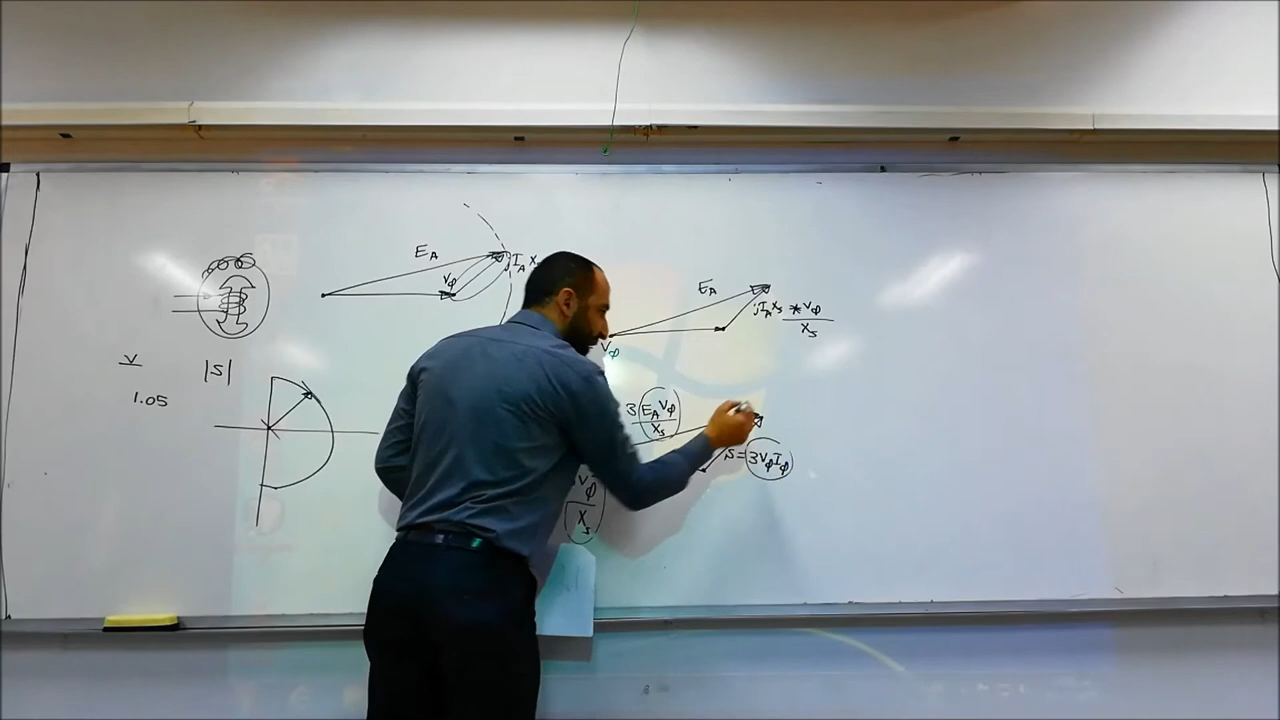 E_A
V_φ
jI_A X
E_A
jI_A X_S * V_φ / X_S
V_φ
V
|S|
1.05
3 E_A V_φ / X_S
S = 3V_φ I_φ
V_φ / X_S